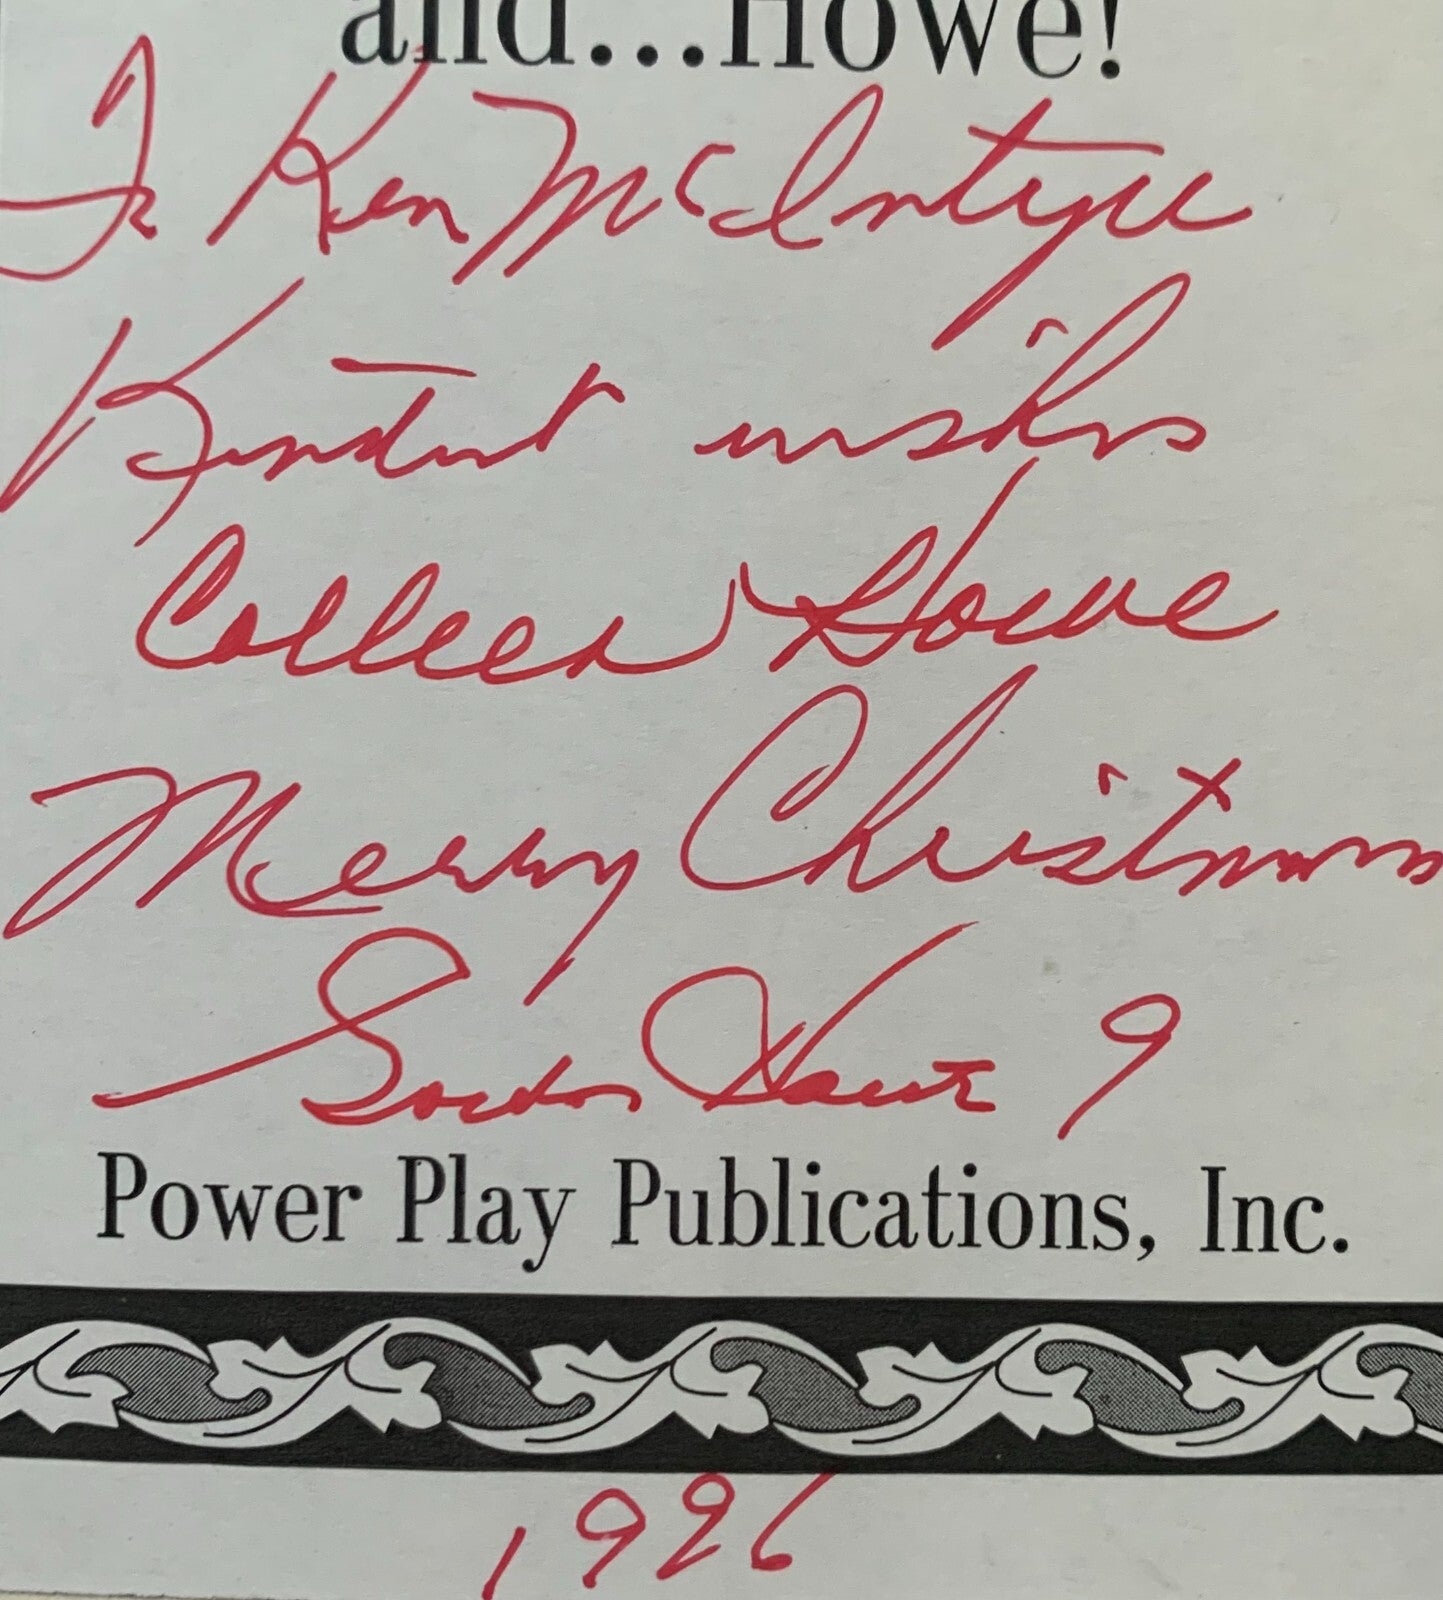 and...Howe!
To Ken McIntyre
Kindest wishes
Colleen Howe
Merry Christmas
Gordon Howe 9
Power Play Publications, Inc.
1996